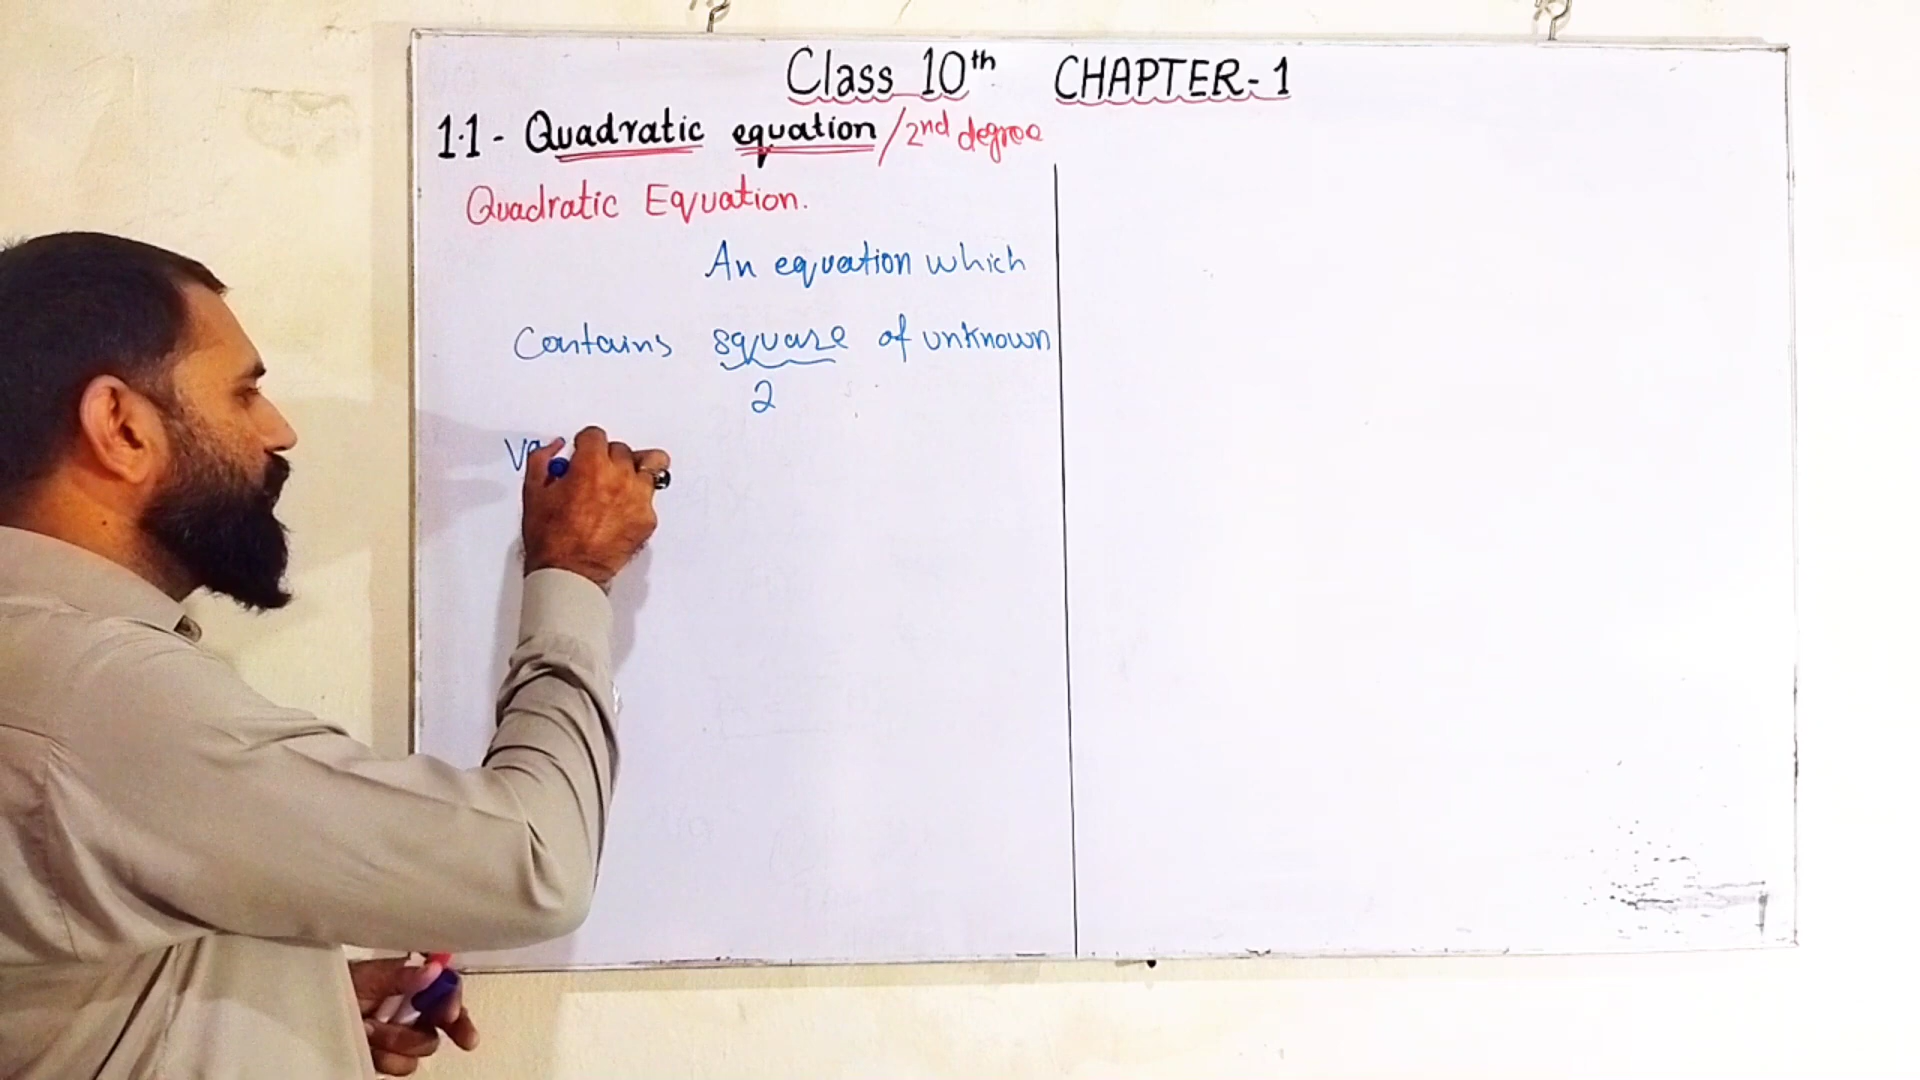 Class 10th CHAPTER-1
1.1- Quadratic equation/2nd degree
Quadratic Equation.
An equation which
Contains square of unknown
2